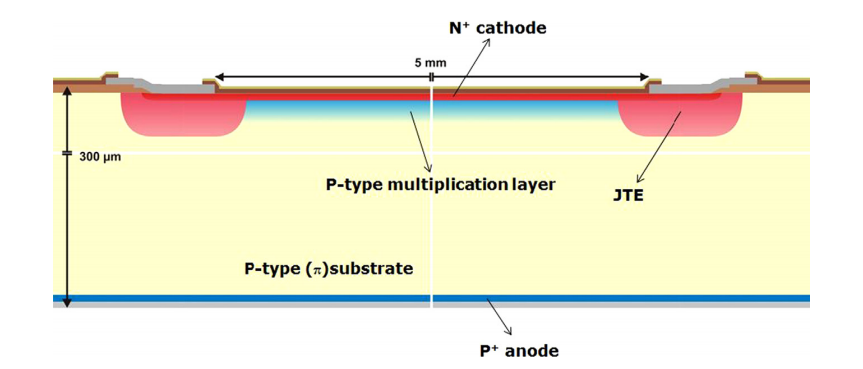 N⁺ cathode
5 mm
300 µm
P-type multiplication layer
JTE
P-type (π)substrate
P⁺ anode